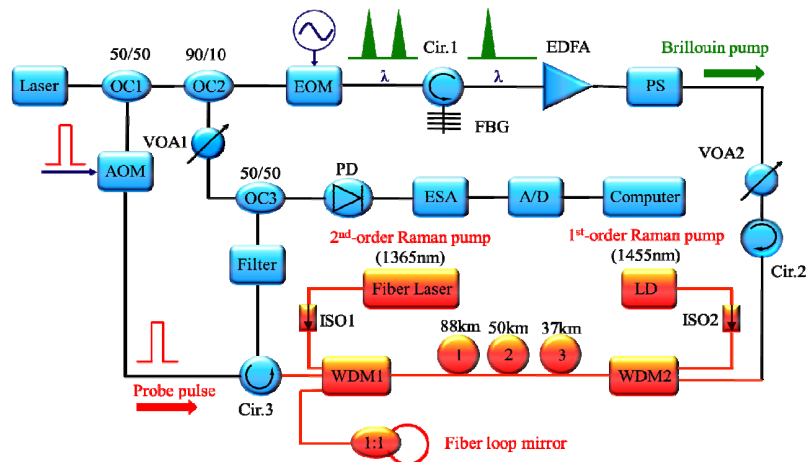 50/50
90/10
Cir.1
EDFA
Brillouin pump
Laser
OC1
OC2
EOM
λ
λ
PS
FBG
VOA1
VOA2
AOM
50/50
PD
OC3
ESA
A/D
Computer
2nd-order Raman pump
(1365nm)
1st-order Raman pump
(1455nm)
Cir.2
Filter
Fiber Laser
LD
ISO1
ISO2
88km
50km
37km
1
2
3
WDM1
WDM2
Probe pulse
Cir.3
1:1
Fiber loop mirror